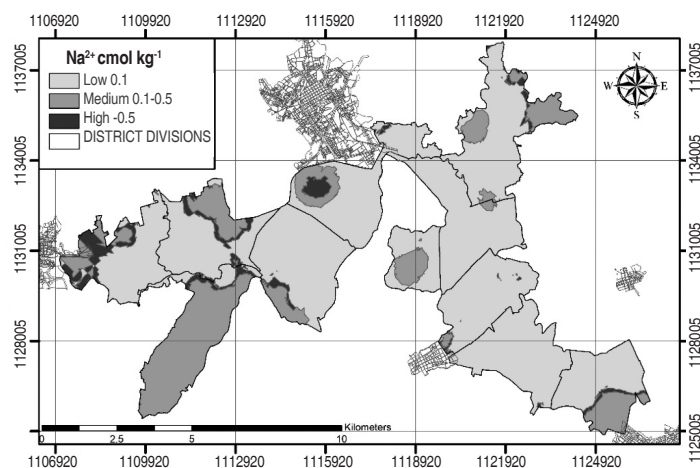 1106920 1109920 1112920 1115920 1118920 1121920 1124920
Na²⁺ cmol kg⁻¹
Low 0.1
Medium 0.1-0.5
High -0.5
DISTRICT DIVISIONS
N
W E
S
1137005 1137005
1134005 1134005
1131005 1131005
1128005 1128005
1125005 1125005
Kilometers
0 2.5 5 10
1106920 1109920 1112920 1115920 1118920 1121920 1124920